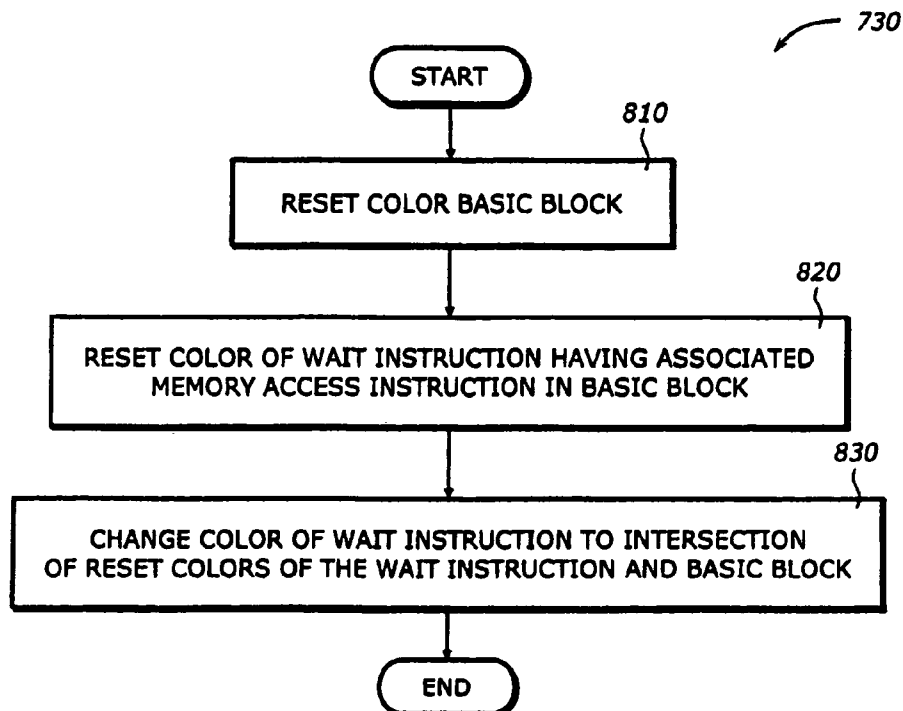 730
START
810
RESET COLOR BASIC BLOCK
820
RESET COLOR OF WAIT INSTRUCTION HAVING ASSOCIATED
MEMORY ACCESS INSTRUCTION IN BASIC BLOCK
830
CHANGE COLOR OF WAIT INSTRUCTION TO INTERSECTION
OF RESET COLORS OF THE WAIT INSTRUCTION AND BASIC BLOCK
END